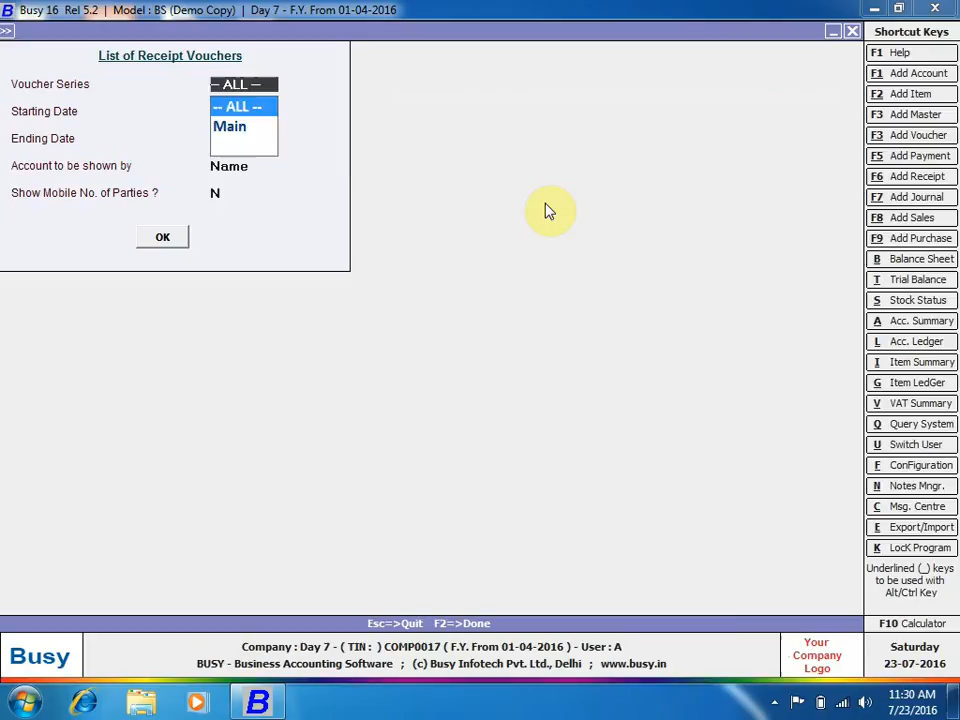 Busy 16 Rel 5.2 | Model : BS (Demo Copy) | Day 7 - F.Y. From 01-04-2016
>>
List of Receipt Vouchers
Voucher Series -- ALL --
-- ALL --
Main
Starting Date
Ending Date
Account to be shown by Name
Show Mobile No. of Parties ? N
OK
Shortcut Keys
F1 Help
F1 Add Account
F2 Add Item
F3 Add Master
F3 Add Voucher
F5 Add Payment
F6 Add Receipt
F7 Add Journal
F8 Add Sales
F9 Add Purchase
B Balance Sheet
T Trial Balance
S Stock Status
A Acc. Summary
L Acc. Ledger
I Item Summary
G Item LedGer
V VAT Summary
Q Query System
U Switch User
F ConFiguration
N Notes Mngr.
C Msg. Centre
E Export/Import
K LocK Program
Underlined (_) keys
to be used with
Alt/Ctrl Key
Esc=>Quit F2=>Done
F10 Calculator
Busy
Company : Day 7 - ( TIN : ) COMP0017 ( F.Y. From 01-04-2016 ) - User : A
BUSY - Business Accounting Software ; (c) Busy Infotech Pvt. Ltd., Delhi ; www.busy.in
Your
Company
Logo
Saturday
23-07-2016
B
11:30 AM
7/23/2016